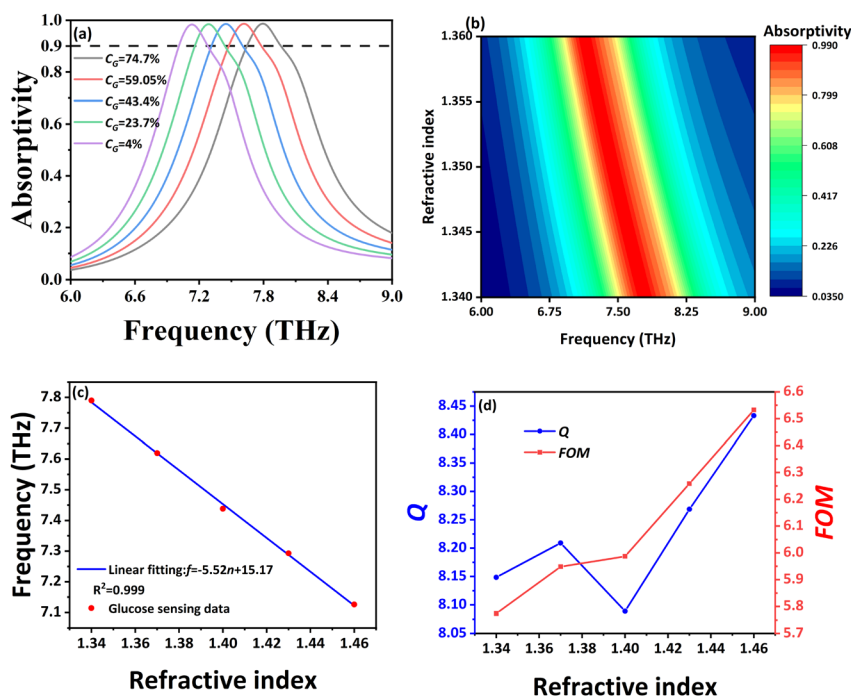 (a)
1.0
0.9
0.8
0.6
0.4
0.2
0.0
C_G=74.7%
C_G=59.05%
C_G=43.4%
C_G=23.7%
C_G=4%
Absorptivity
6.0 6.6 7.2 7.8 8.4 9.0
Frequency (THz)
(b)
1.360
1.355
1.350
1.345
1.340
Refractive index
6.00 6.75 7.50 8.25 9.00
Frequency (THz)
Absorptivity
0.990
0.799
0.608
0.417
0.226
0.0350
(c)
7.8
7.7
7.6
7.5
7.4
7.3
7.2
7.1
Frequency (THz)
Linear fitting:f=-5.52n+15.17
R²=0.999
Glucose sensing data
1.34 1.36 1.38 1.40 1.42 1.44 1.46
Refractive index
(d)
8.45
8.40
8.35
8.30
8.25
8.20
8.15
8.10
8.05
Q
Q
FOM
6.6
6.5
6.4
6.3
6.2
6.1
6.0
5.9
5.8
5.7
FOM
1.34 1.36 1.38 1.40 1.42 1.44 1.46
Refractive index